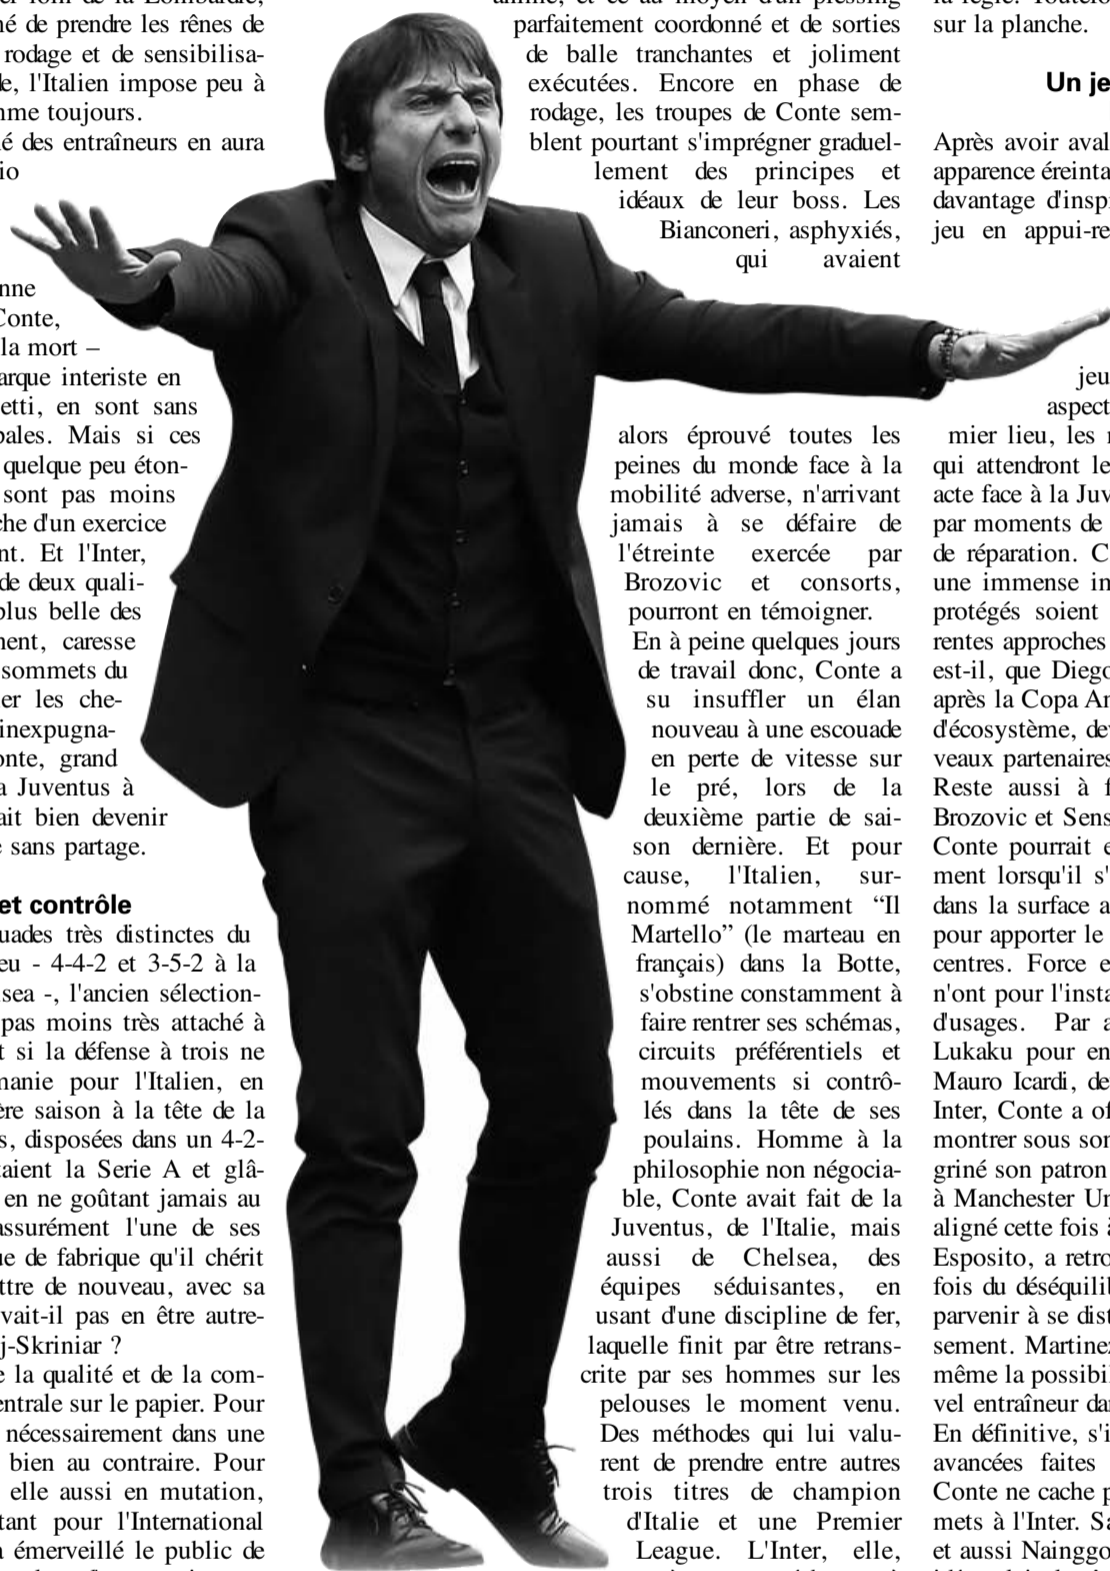 né de prendre les rênes de
rodage et de sensibilisa-
e, l'Italien impose peu à
mme toujours.
é des entraîneurs en aura
io
nne
Conte,
la mort –
arque interiste en
etti, en sont sans
pales. Mais si ces
quelque peu éton-
sont pas moins
che d'un exercice
nt. Et l'Inter,
de deux quali-
plus belle des
ment, caresse
sommets du
er les che-
inexpugna-
onte, grand
a Juventus à
ait bien devenir
e sans partage.
et contrôle
uades très distinctes du
eu - 4-4-2 et 3-5-2 à la
sea -, l'ancien sélection-
pas moins très attaché à
t si la défense à trois ne
manie pour l'Italien, en
ère saison à la tête de la
s, disposées dans un 4-2-
taient la Serie A et glâ-
en ne goûtant jamais au
assurément l'une de ses
ue de fabrique qu'il chérit
ttre de nouveau, avec sa
vait-il pas en être autre-
j-Skriniar ?
e la qualité et de la com-
entrale sur le papier. Pour
nécessairement dans une
bien au contraire. Pour
elle aussi en mutation,
tant pour l'International
a émerveillé le public de
parfaitement coordonné et de sorties
de balle tranchantes et joliment
exécutées. Encore en phase de
rodage, les troupes de Conte sem-
blent pourtant s'imprégner graduel-
lement des principes et
idéaux de leur boss. Les
Bianconeri, asphyxiés,
qui avaient
alors éprouvé toutes les
peines du monde face à la
mobilité adverse, n'arrivant
jamais à se défaire de
l'étreinte exercée par
Brozovic et consorts,
pourront en témoigner.
En à peine quelques jours
de travail donc, Conte a
su insuffler un élan
nouveau à une escouade
en perte de vitesse sur
le pré, lors de la
deuxième partie de sai-
son dernière. Et pour
cause, l'Italien, sur-
nommé notamment “Il
Martello” (le marteau en
français) dans la Botte,
s'obstine constamment à
faire rentrer ses schémas,
circuits préférentiels et
mouvements si contrô-
lés dans la tête de ses
poulains. Homme à la
philosophie non négocia-
ble, Conte avait fait de la
Juventus, de l'Italie, mais
aussi de Chelsea, des
équipes séduisantes, en
usant d'une discipline de fer,
laquelle finit par être retrans-
crite par ses hommes sur les
pelouses le moment venu.
Des méthodes qui lui valu-
rent de prendre entre autres
trois titres de champion
d'Italie et une Premier
League. L'Inter, elle,
sur la planche.
Un je
Après avoir aval
apparence éreinta
davantage d'insp
jeu en appui-re
jeu
aspect
mier lieu, les
qui attendront le
acte face à la Juv
par moments de
de réparation. C
une immense in
protégés soient
rentes approches
est-il, que Diego
après la Copa Am
d'écosystème, dev
veaux partenaires
Reste aussi à f
Brozovic et Sens
Conte pourrait e
ment lorsqu'il s'
dans la surface a
pour apporter le
centres. Force e
n'ont pour l'insta
d'usages. Par a
Lukaku pour en
Mauro Icardi, de
Inter, Conte a of
montrer sous son
griné son patron
à Manchester Un
aligné cette fois à
Esposito, a retro
fois du déséquilib
parvenir à se dist
sement. Martinez
même la possibil
vel entraîneur da
En définitive, s'i
avancées faites
Conte ne cache p
mets à l'Inter. Sa
et aussi Nainggo